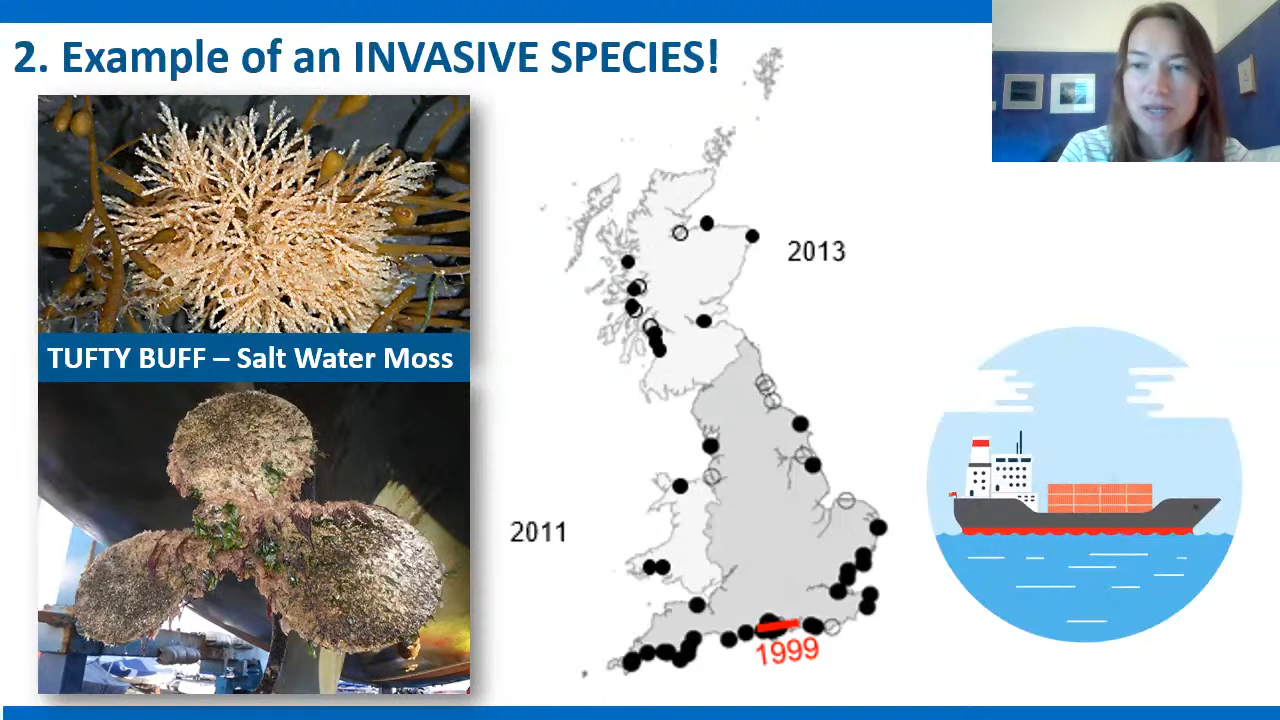 2. Example of an INVASIVE SPECIES!
TUFTY BUFF – Salt Water Moss
2013
2011
1999